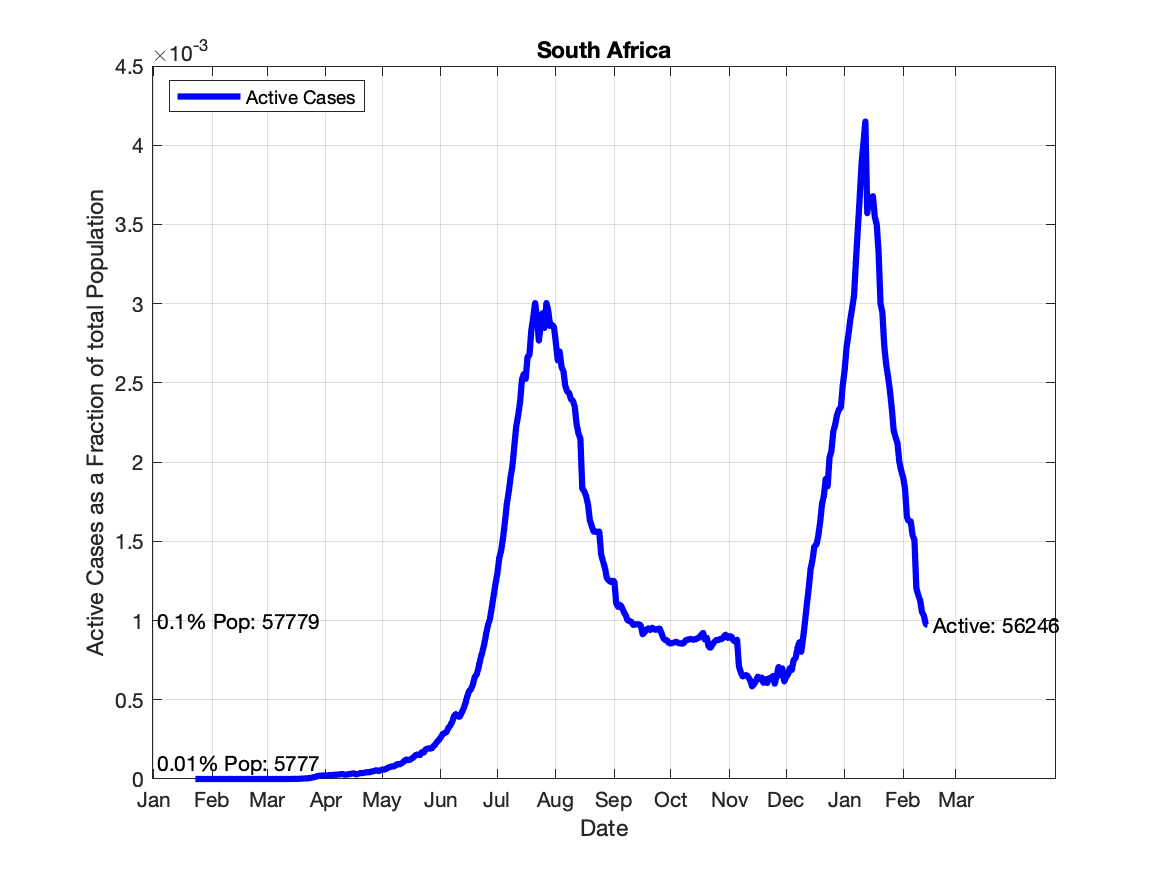 South Africa
×10-3
4.5
4
3.5
3
2.5
2
1.5
1
0.5
0
Active Cases as a Fraction of total Population
Active Cases
0.1% Pop: 57779
0.01% Pop: 5777
Active: 56246
Jan Feb Mar Apr May Jun Jul Aug Sep Oct Nov Dec Jan Feb Mar
Date